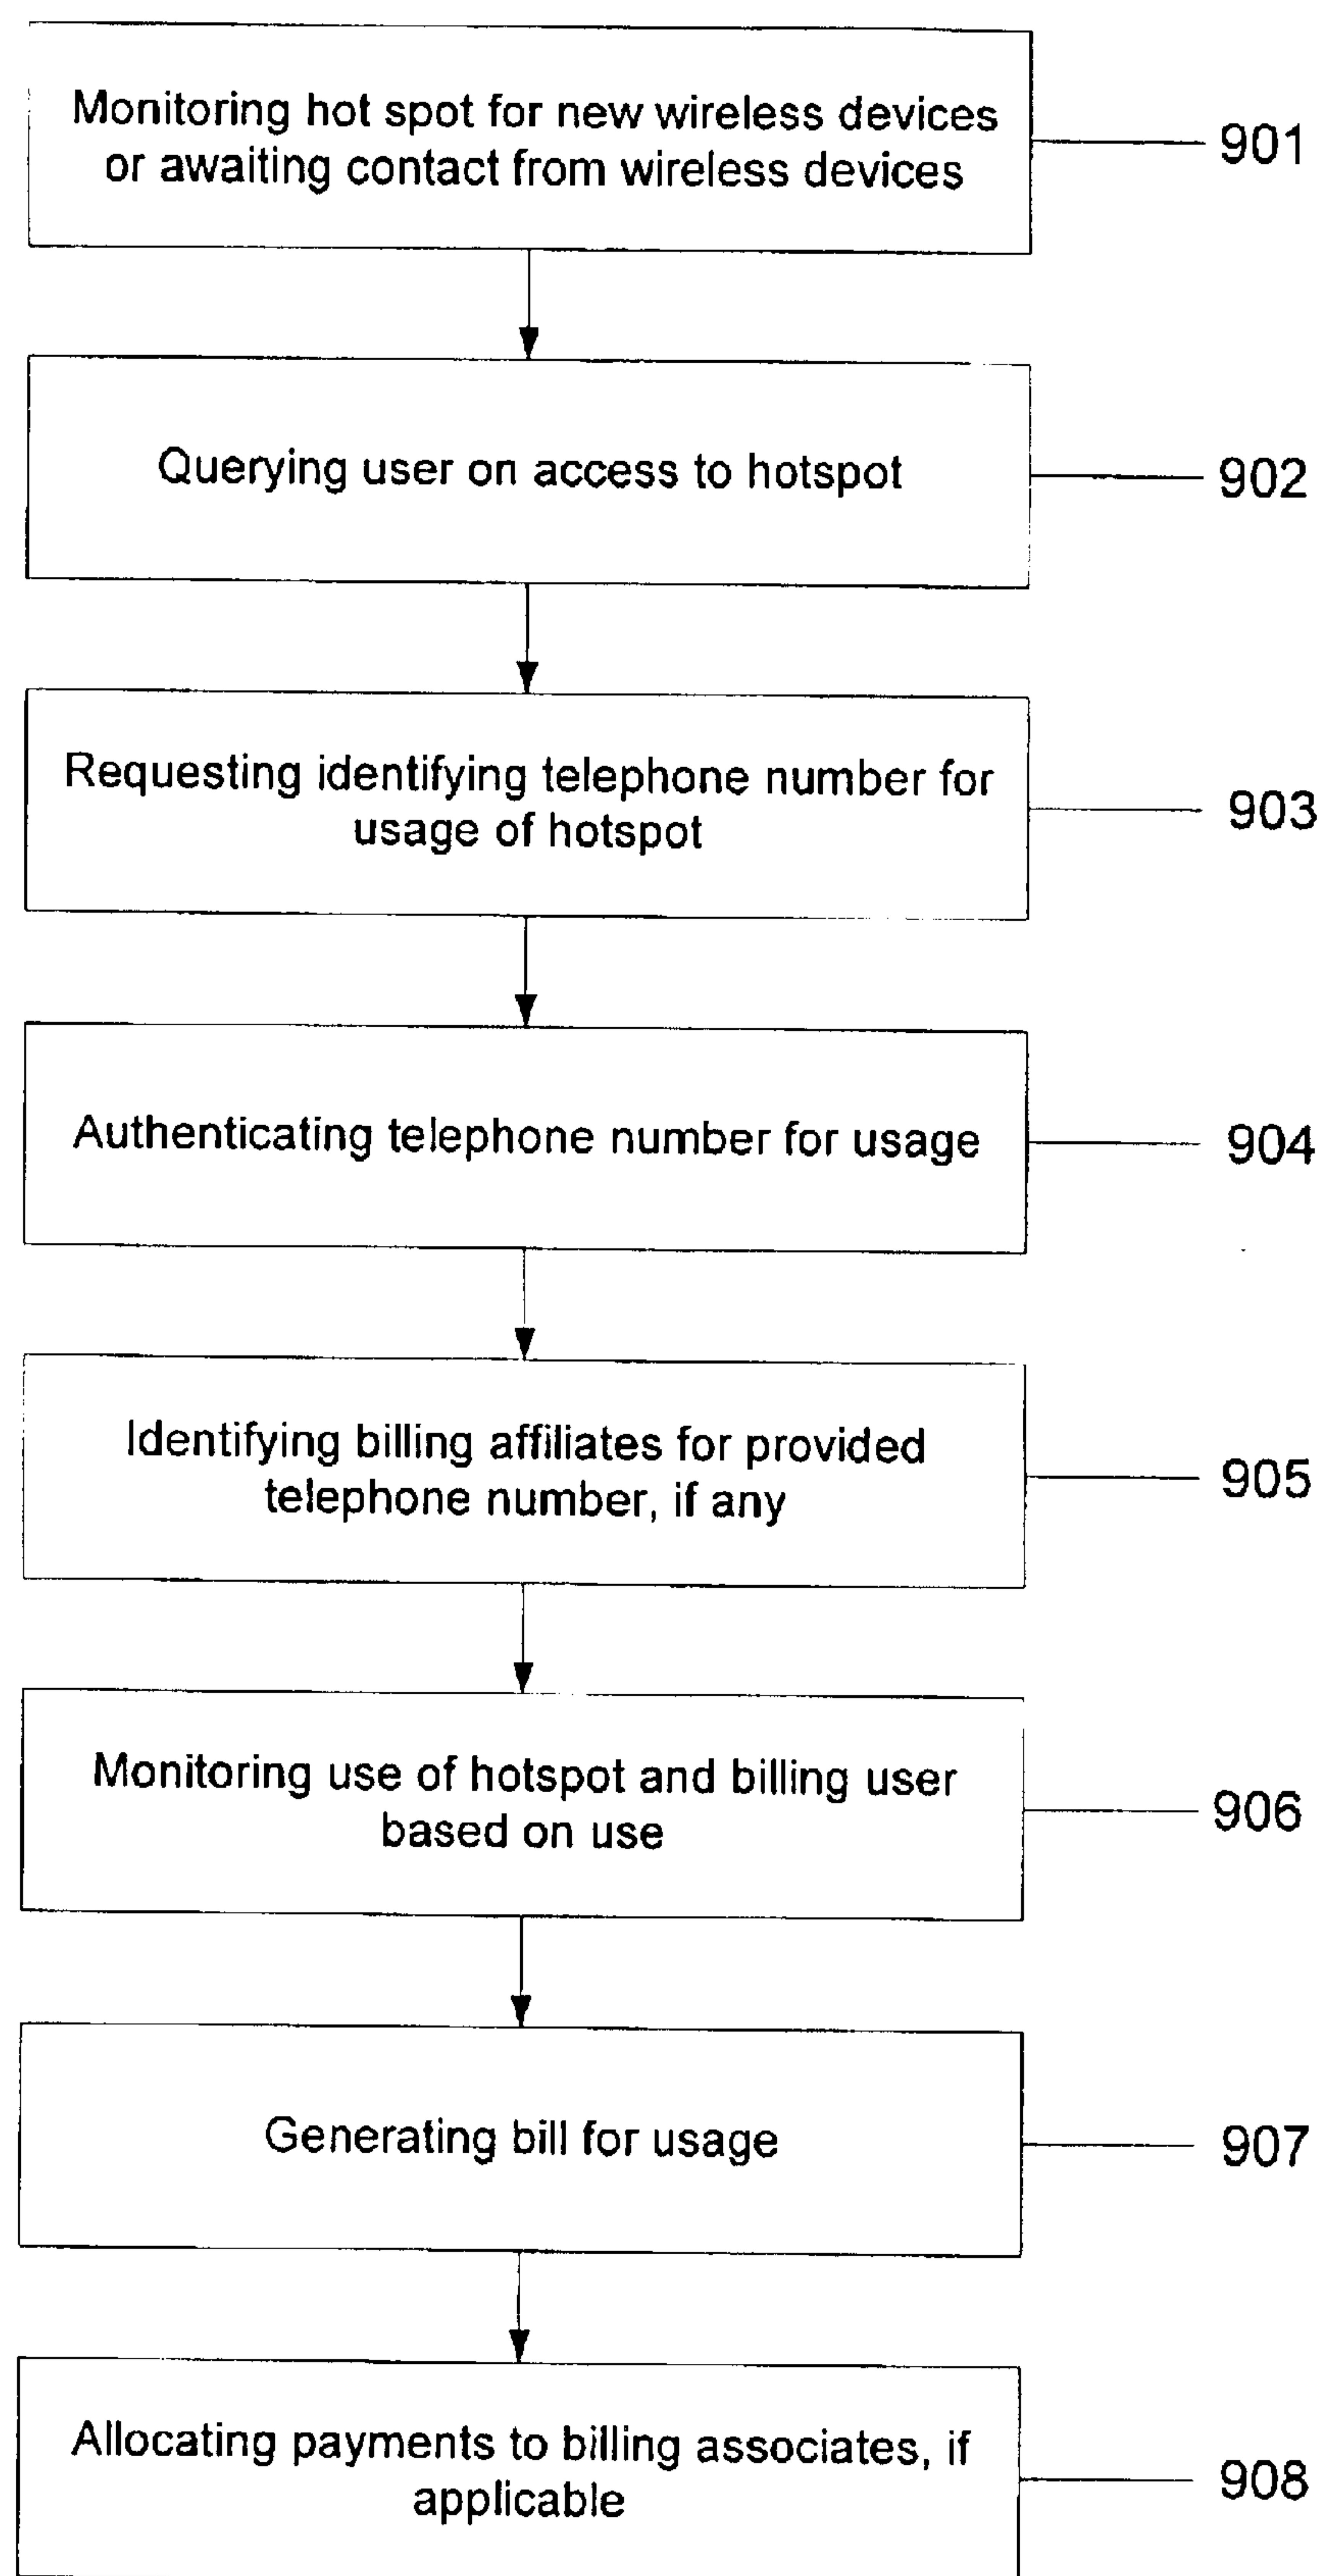 Monitoring hot spot for new wireless devices
or awaiting contact from wireless devices
901
Querying user on access to hotspot
902
Requesting identifying telephone number for
usage of hotspot
903
Authenticating telephone number for usage
904
Identifying billing affiliates for provided
telephone number, if any
905
Monitoring use of hotspot and billing user
based on use
906
Generating bill for usage
907
Allocating payments to billing associates, if
applicable
908